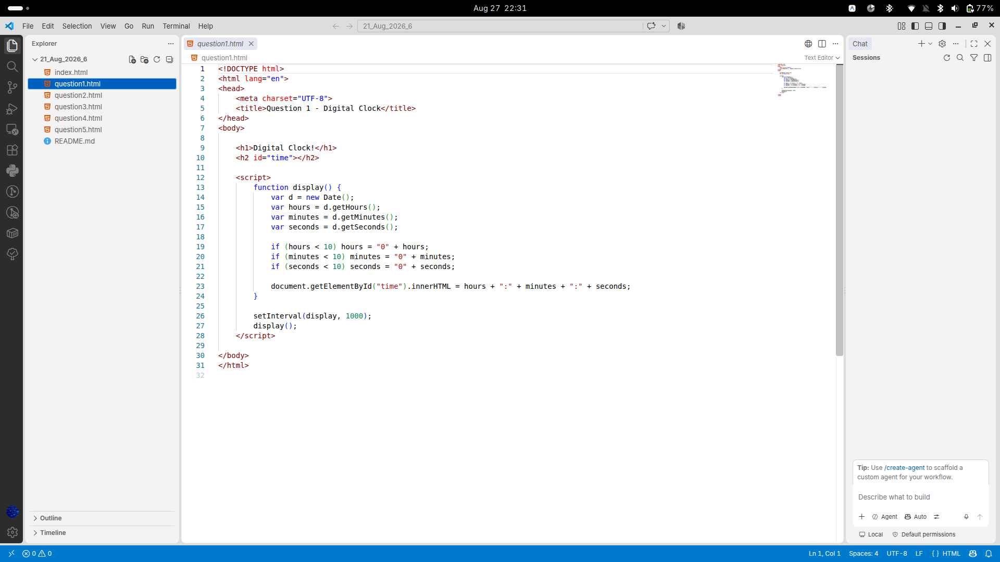 Aug 27 22:31
77%
File Edit Selection View Go Run Terminal Help
21_Aug_2026_6
Explorer
21_Aug_2026_6
index.html
question1.html
question2.html
question3.html
question4.html
question5.html
README.md
Outline
Timeline
question1.html
question1.html
Text Editor
1 <!DOCTYPE html>
2 <html lang="en">
3 <head>
4     <meta charset="UTF-8">
5     <title>Question 1 - Digital Clock</title>
6 </head>
7 <body>
8
9     <h1>Digital Clock!</h1>
10     <h2 id="time"></h2>
11
12     <script>
13         function display() {
14             var d = new Date();
15             var hours = d.getHours();
16             var minutes = d.getMinutes();
17             var seconds = d.getSeconds();
18
19             if (hours < 10) hours = "0" + hours;
20             if (minutes < 10) minutes = "0" + minutes;
21             if (seconds < 10) seconds = "0" + seconds;
22
23             document.getElementById("time").innerHTML = hours + ":" + minutes + ":" + seconds;
24         }
25
26         setInterval(display, 1000);
27         display();
28     </script>
29
30 </body>
31 </html>
32
Chat
Sessions
Tip: Use /create-agent to scaffold a
custom agent for your workflow.
Describe what to build
Agent Auto
Local Default permissions
0 0
Ln 1, Col 1 Spaces: 4 UTF-8 LF { } HTML